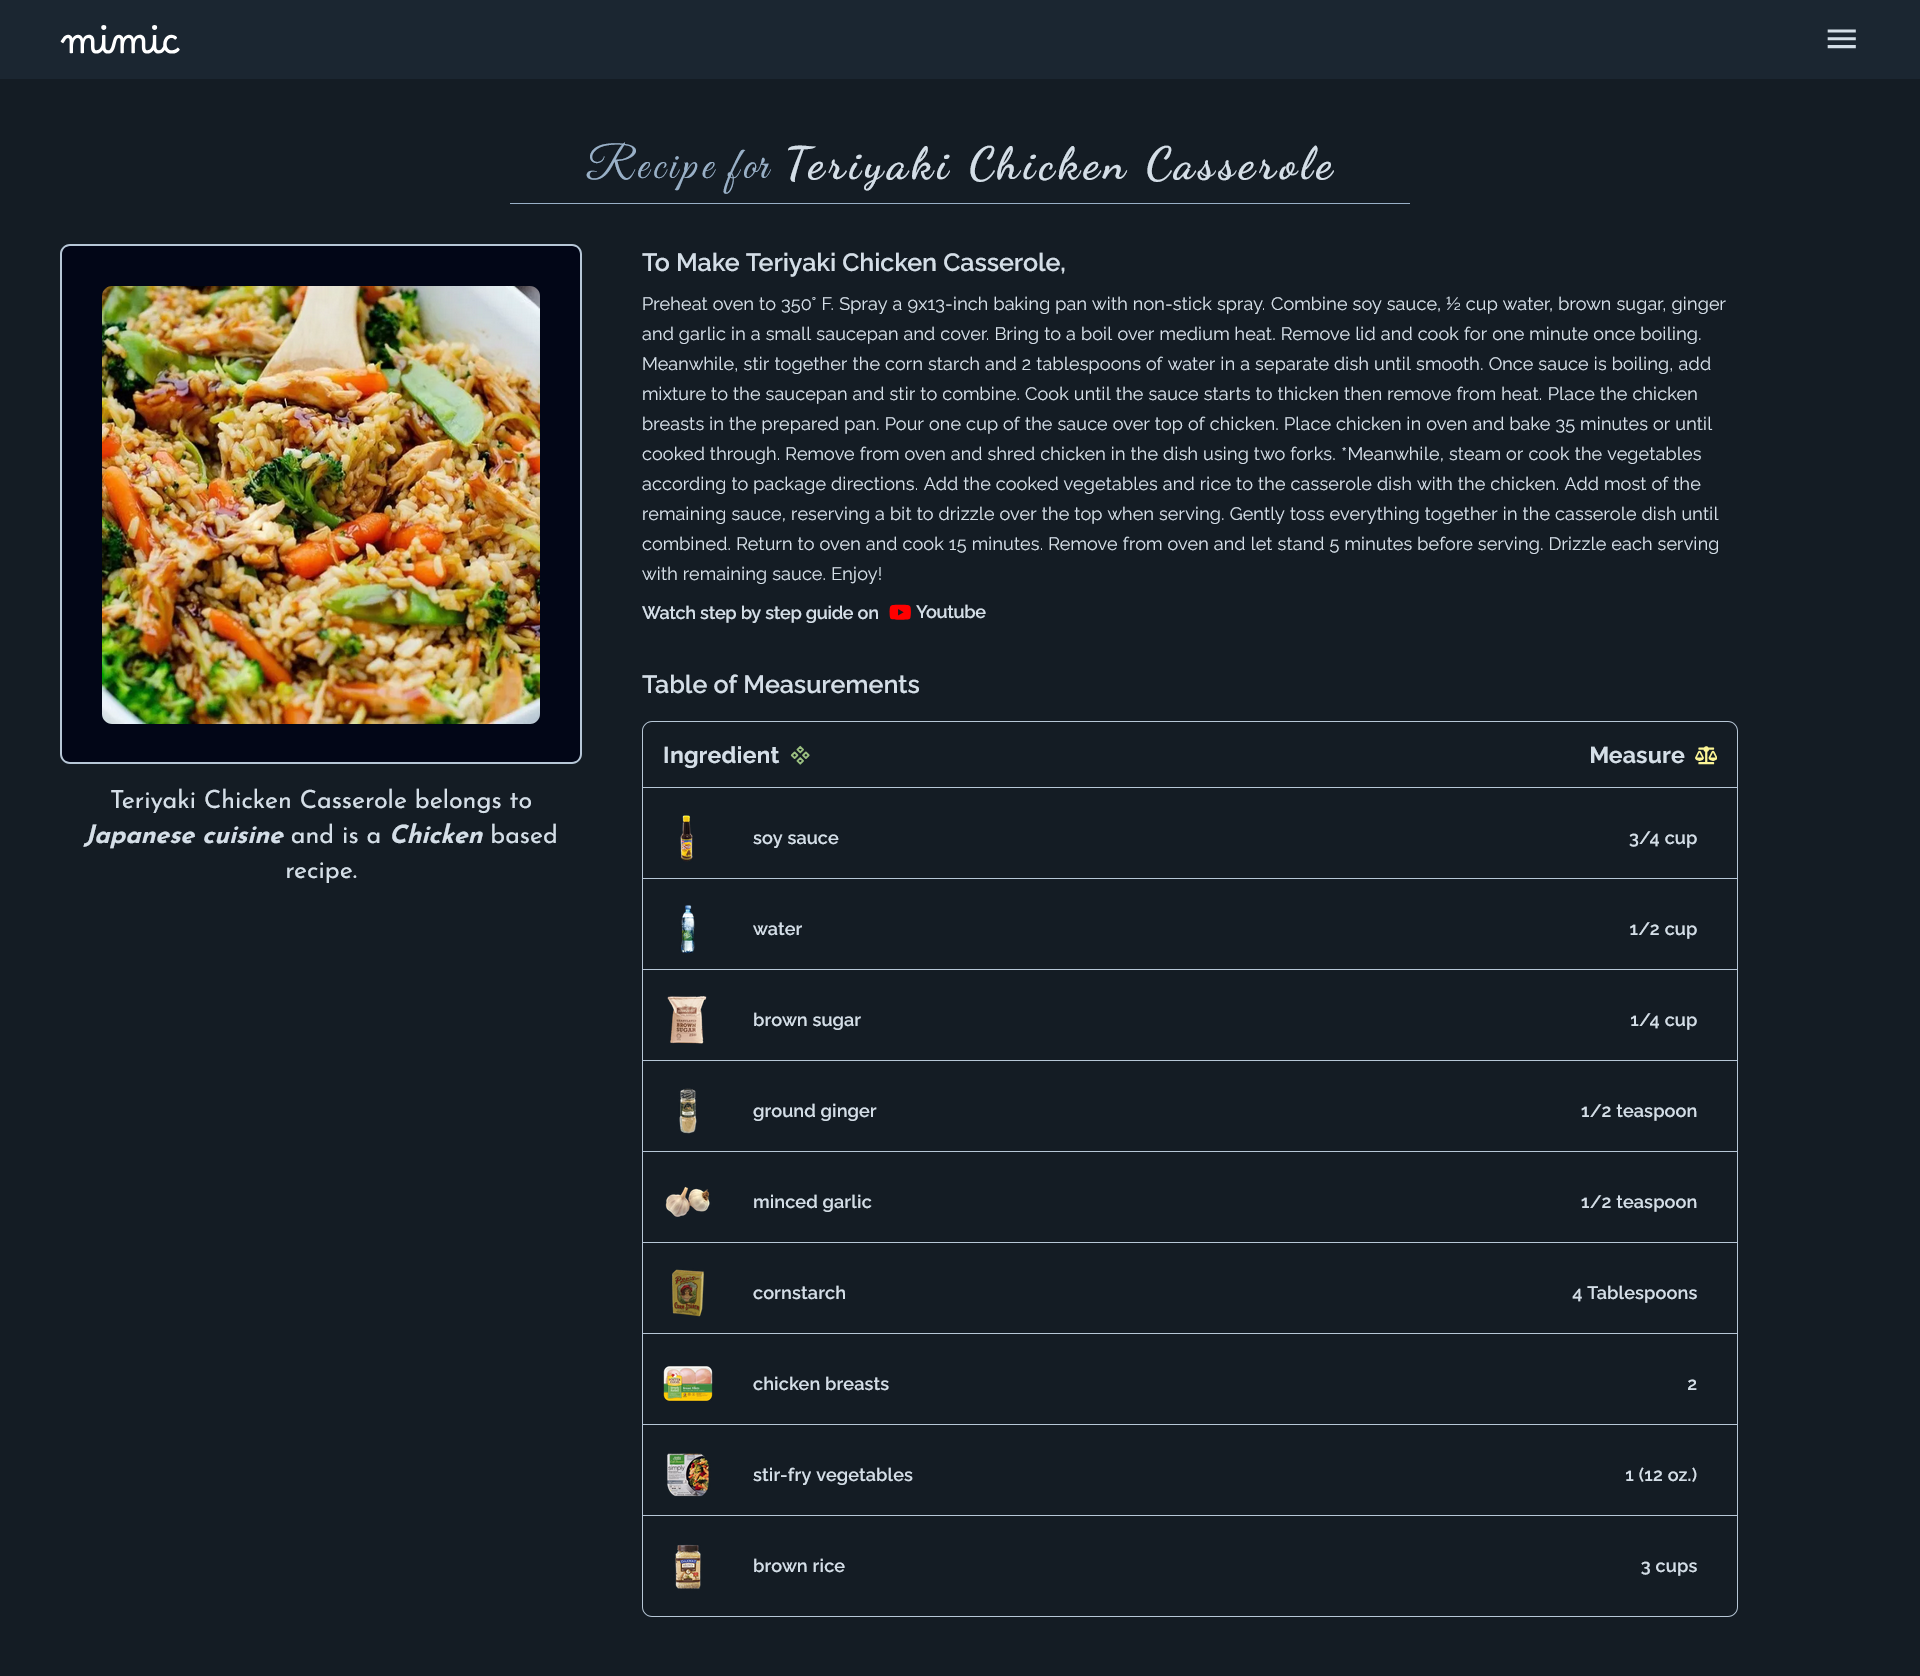 mimic
Recipe for Teriyaki Chicken Casserole
Teriyaki Chicken Casserole belongs to
Japanese cuisine and is a Chicken based
recipe.
To Make Teriyaki Chicken Casserole,
Preheat oven to 350° F. Spray a 9x13-inch baking pan with non-stick spray. Combine soy sauce, ½ cup water, brown sugar, ginger
and garlic in a small saucepan and cover. Bring to a boil over medium heat. Remove lid and cook for one minute once boiling.
Meanwhile, stir together the corn starch and 2 tablespoons of water in a separate dish until smooth. Once sauce is boiling, add
mixture to the saucepan and stir to combine. Cook until the sauce starts to thicken then remove from heat. Place the chicken
breasts in the prepared pan. Pour one cup of the sauce over top of chicken. Place chicken in oven and bake 35 minutes or until
cooked through. Remove from oven and shred chicken in the dish using two forks. *Meanwhile, steam or cook the vegetables
according to package directions. Add the cooked vegetables and rice to the casserole dish with the chicken. Add most of the
remaining sauce, reserving a bit to drizzle over the top when serving. Gently toss everything together in the casserole dish until
combined. Return to oven and cook 15 minutes. Remove from oven and let stand 5 minutes before serving. Drizzle each serving
with remaining sauce. Enjoy!
Watch step by step guide on Youtube
Table of Measurements
Ingredient Measure
soy sauce 3/4 cup
water 1/2 cup
BROWN
SUGAR
brown sugar 1/4 cup
ground ginger 1/2 teaspoon
minced garlic 1/2 teaspoon
cornstarch 4 Tablespoons
chicken breasts 2
stir-fry vegetables 1 (12 oz.)
brown rice 3 cups